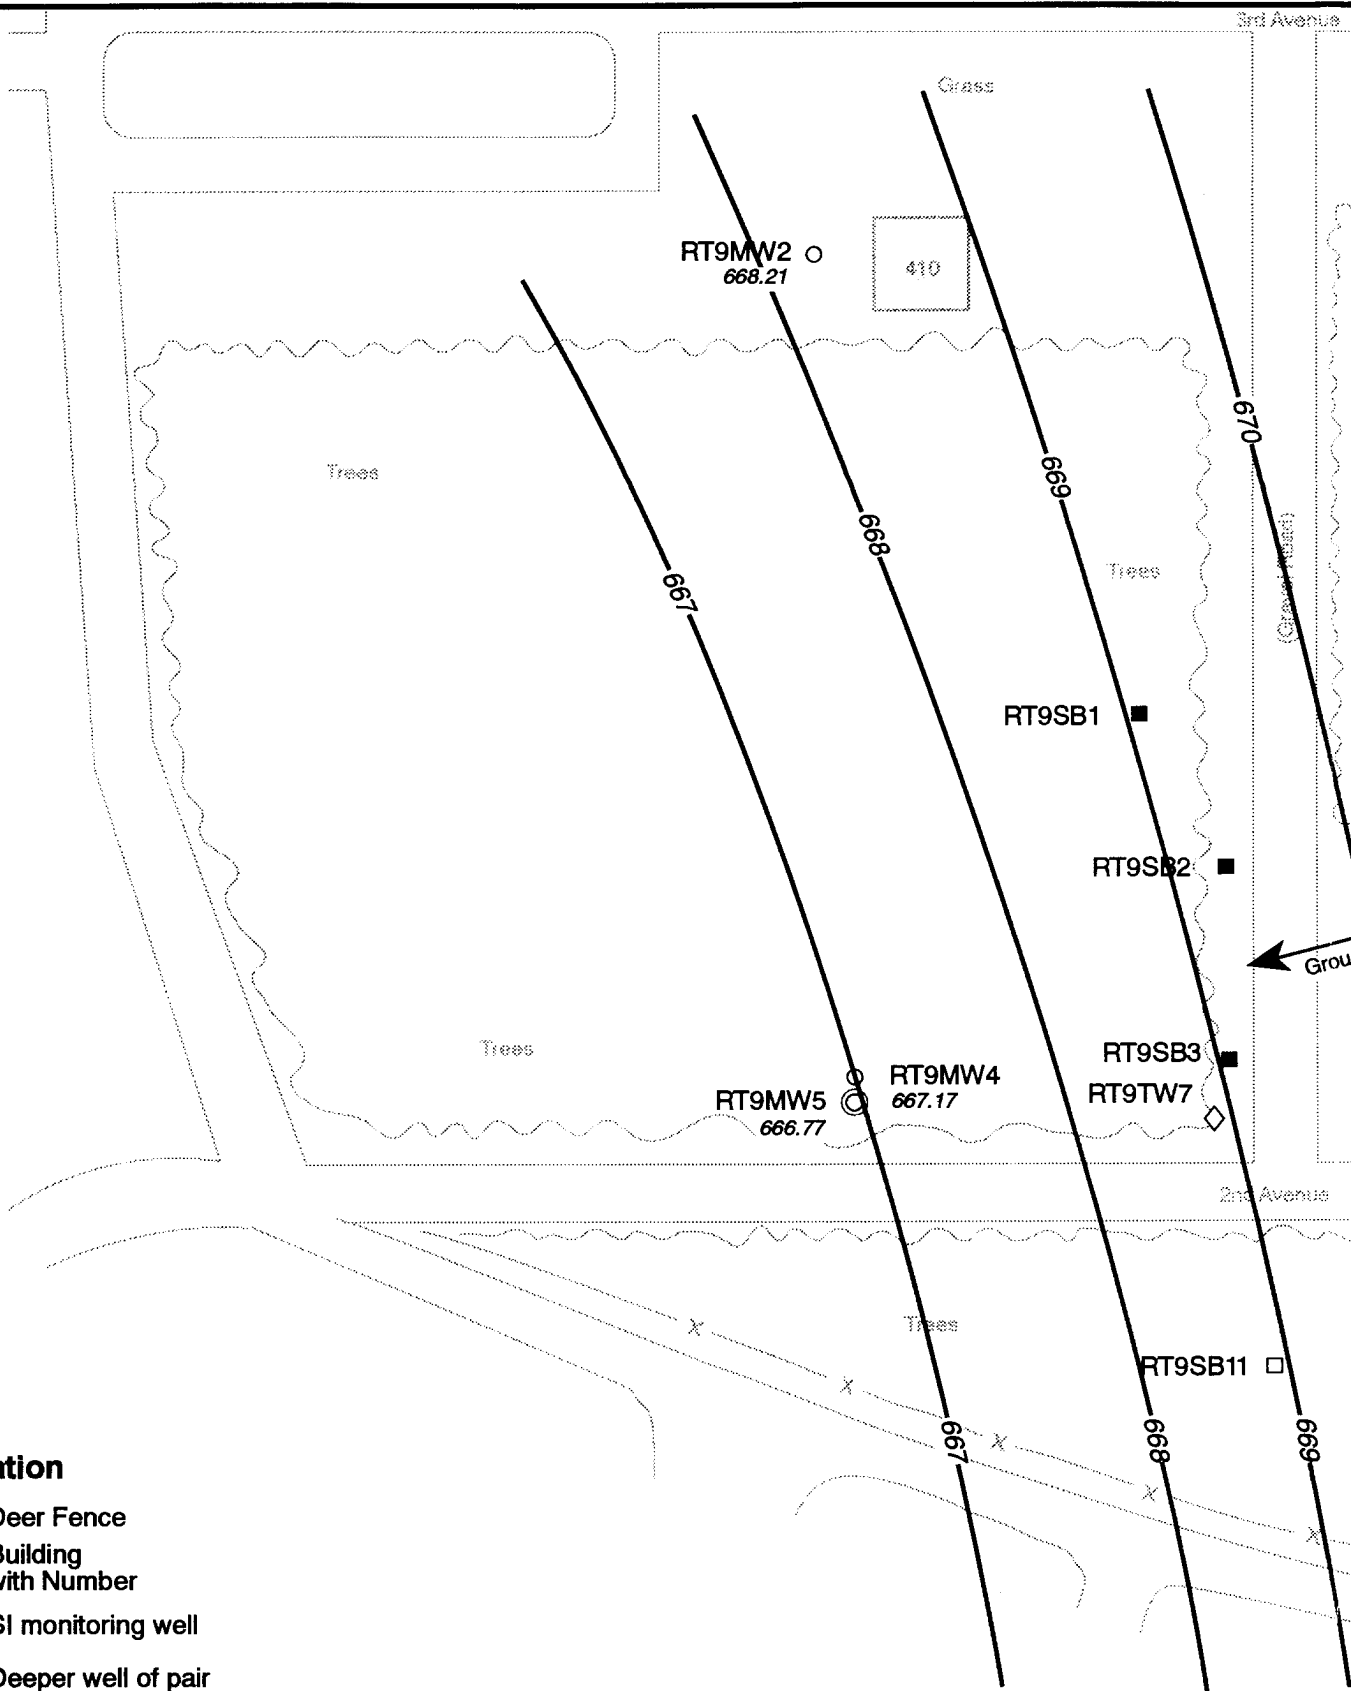 3rd Avenue
Grass
RT9MW2
668.21
410
670
Trees
669
668
Trees
667
RT9SB1
RT9SB2
Trees
RT9SB3
RT9MW4
667.17
RT9TW7
RT9MW5
666.77
2nd Avenue
Trees
X
RT9SB11
X
667
X
668
669
X
X
Deer Fence
Building
with Number
SI monitoring well
Deeper well of pair